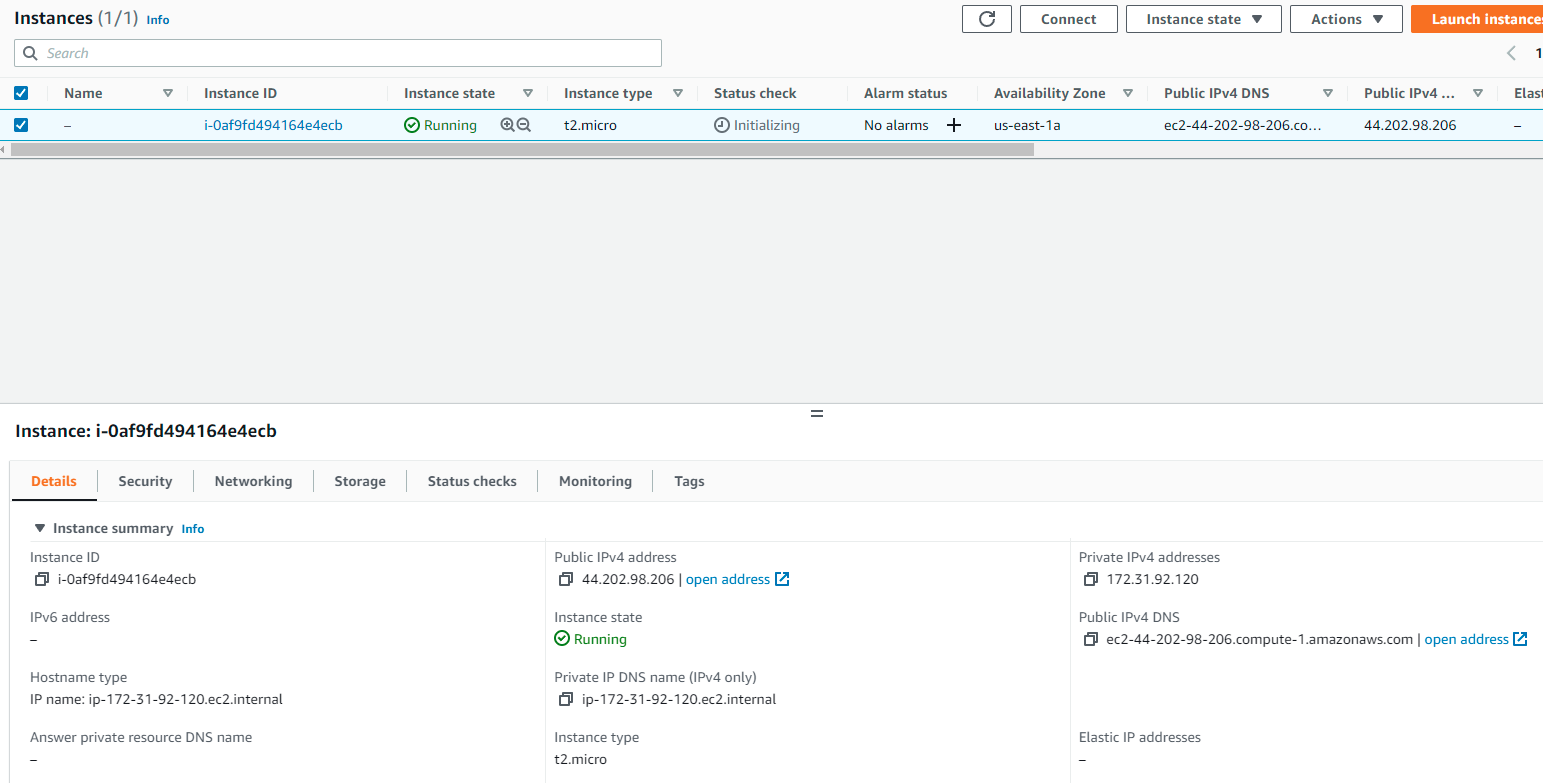 Instances (1/1) Info
Connect
Instance state
Actions
Launch instances
Search
1
Name Instance ID Instance state Instance type Status check Alarm status Availability Zone Public IPv4 DNS Public IPv4 ... Elast
– i-0af9fd494164e4ecb Running t2.micro Initializing No alarms + us-east-1a ec2-44-202-98-206.co... 44.202.98.206 –
Instance: i-0af9fd494164e4ecb
Details Security Networking Storage Status checks Monitoring Tags
Instance summary Info
Instance ID Public IPv4 address Private IPv4 addresses
i-0af9fd494164e4ecb 44.202.98.206 | open address 172.31.92.120
IPv6 address Instance state Public IPv4 DNS
– Running ec2-44-202-98-206.compute-1.amazonaws.com | open address
Hostname type Private IP DNS name (IPv4 only)
IP name: ip-172-31-92-120.ec2.internal ip-172-31-92-120.ec2.internal
Answer private resource DNS name Instance type Elastic IP addresses
– t2.micro –